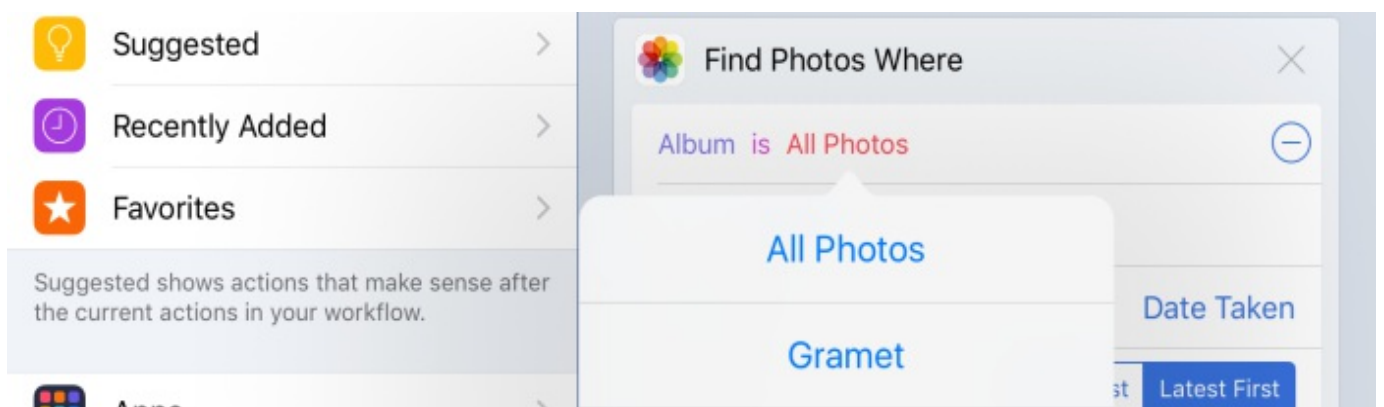 Suggested
Recently Added
Favorites
Suggested shows actions that make sense after
the current actions in your workflow.
Find Photos Where
Album is All Photos
All Photos
Gramet
Date Taken
Latest First